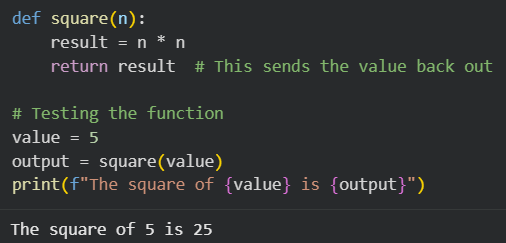 def square(n):
    result = n * n
    return result  # This sends the value back out

# Testing the function
value = 5
output = square(value)
print(f"The square of {value} is {output}")
The square of 5 is 25